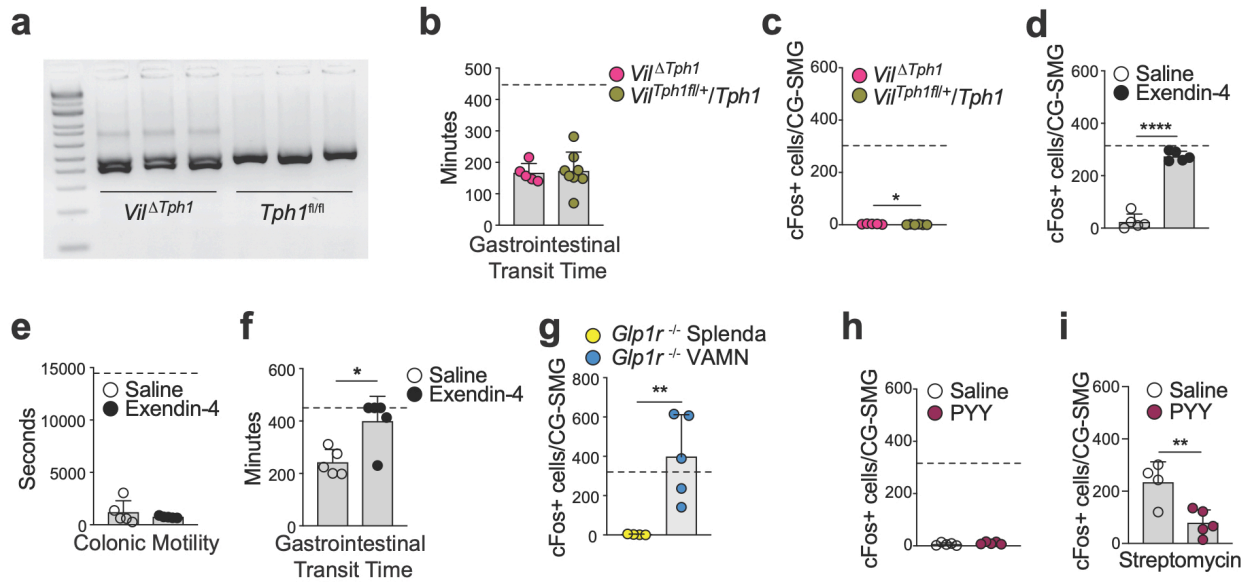 a
Vil^ΔTph1
Tph1^fl/fl
b
Minutes
500
400
300
200
100
0
Vil^ΔTph1
Vil^Tph1fl/+/Tph1
Gastrointestinal
Transit Time
c
cFos+ cells/CG-SMG
600
400
200
0
Vil^ΔTph1
Vil^Tph1fl/+/Tph1
*
d
cFos+ cells/CG-SMG
600
400
200
0
Saline
Exendin-4
****
e
Seconds
15000
10000
5000
0
Saline
Exendin-4
Colonic Motility
f
Minutes
600
400
200
0
Saline
Exendin-4
*
Gastrointestinal
Transit Time
g
Glp1r -/- Splenda
Glp1r -/- VAMN
cFos+ cells/CG-SMG
800
600
400
200
0
**
h
cFos+ cells/CG-SMG
600
400
200
0
Saline
PYY
i
cFos+ cells/CG-SMG
600
400
200
0
Saline
PYY
**
Streptomycin